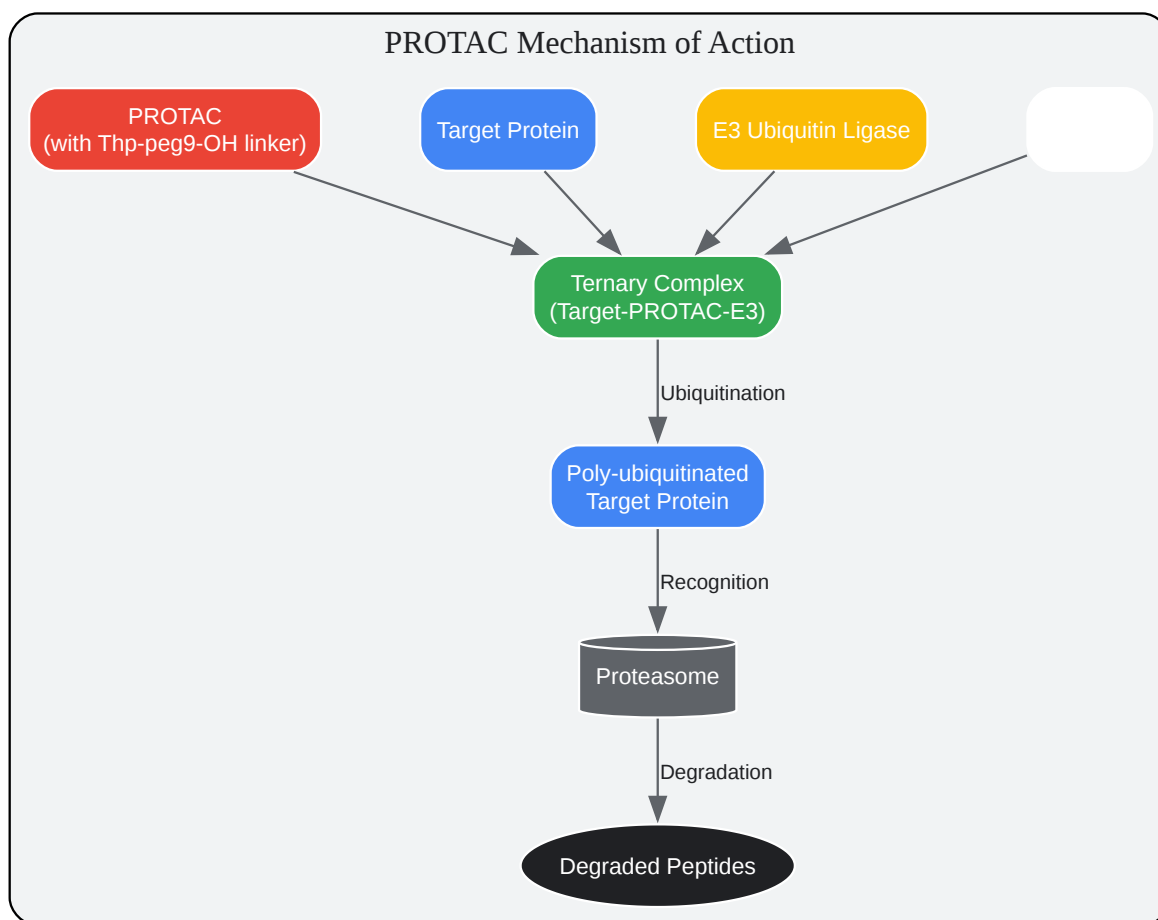 PROTAC Mechanism of Action
PROTAC
(with Thp-peg9-OH linker)
Target Protein
E3 Ubiquitin Ligase
Ternary Complex
(Target-PROTAC-E3)
Ubiquitination
Poly-ubiquitinated
Target Protein
Recognition
Proteasome
Degradation
Degraded Peptides